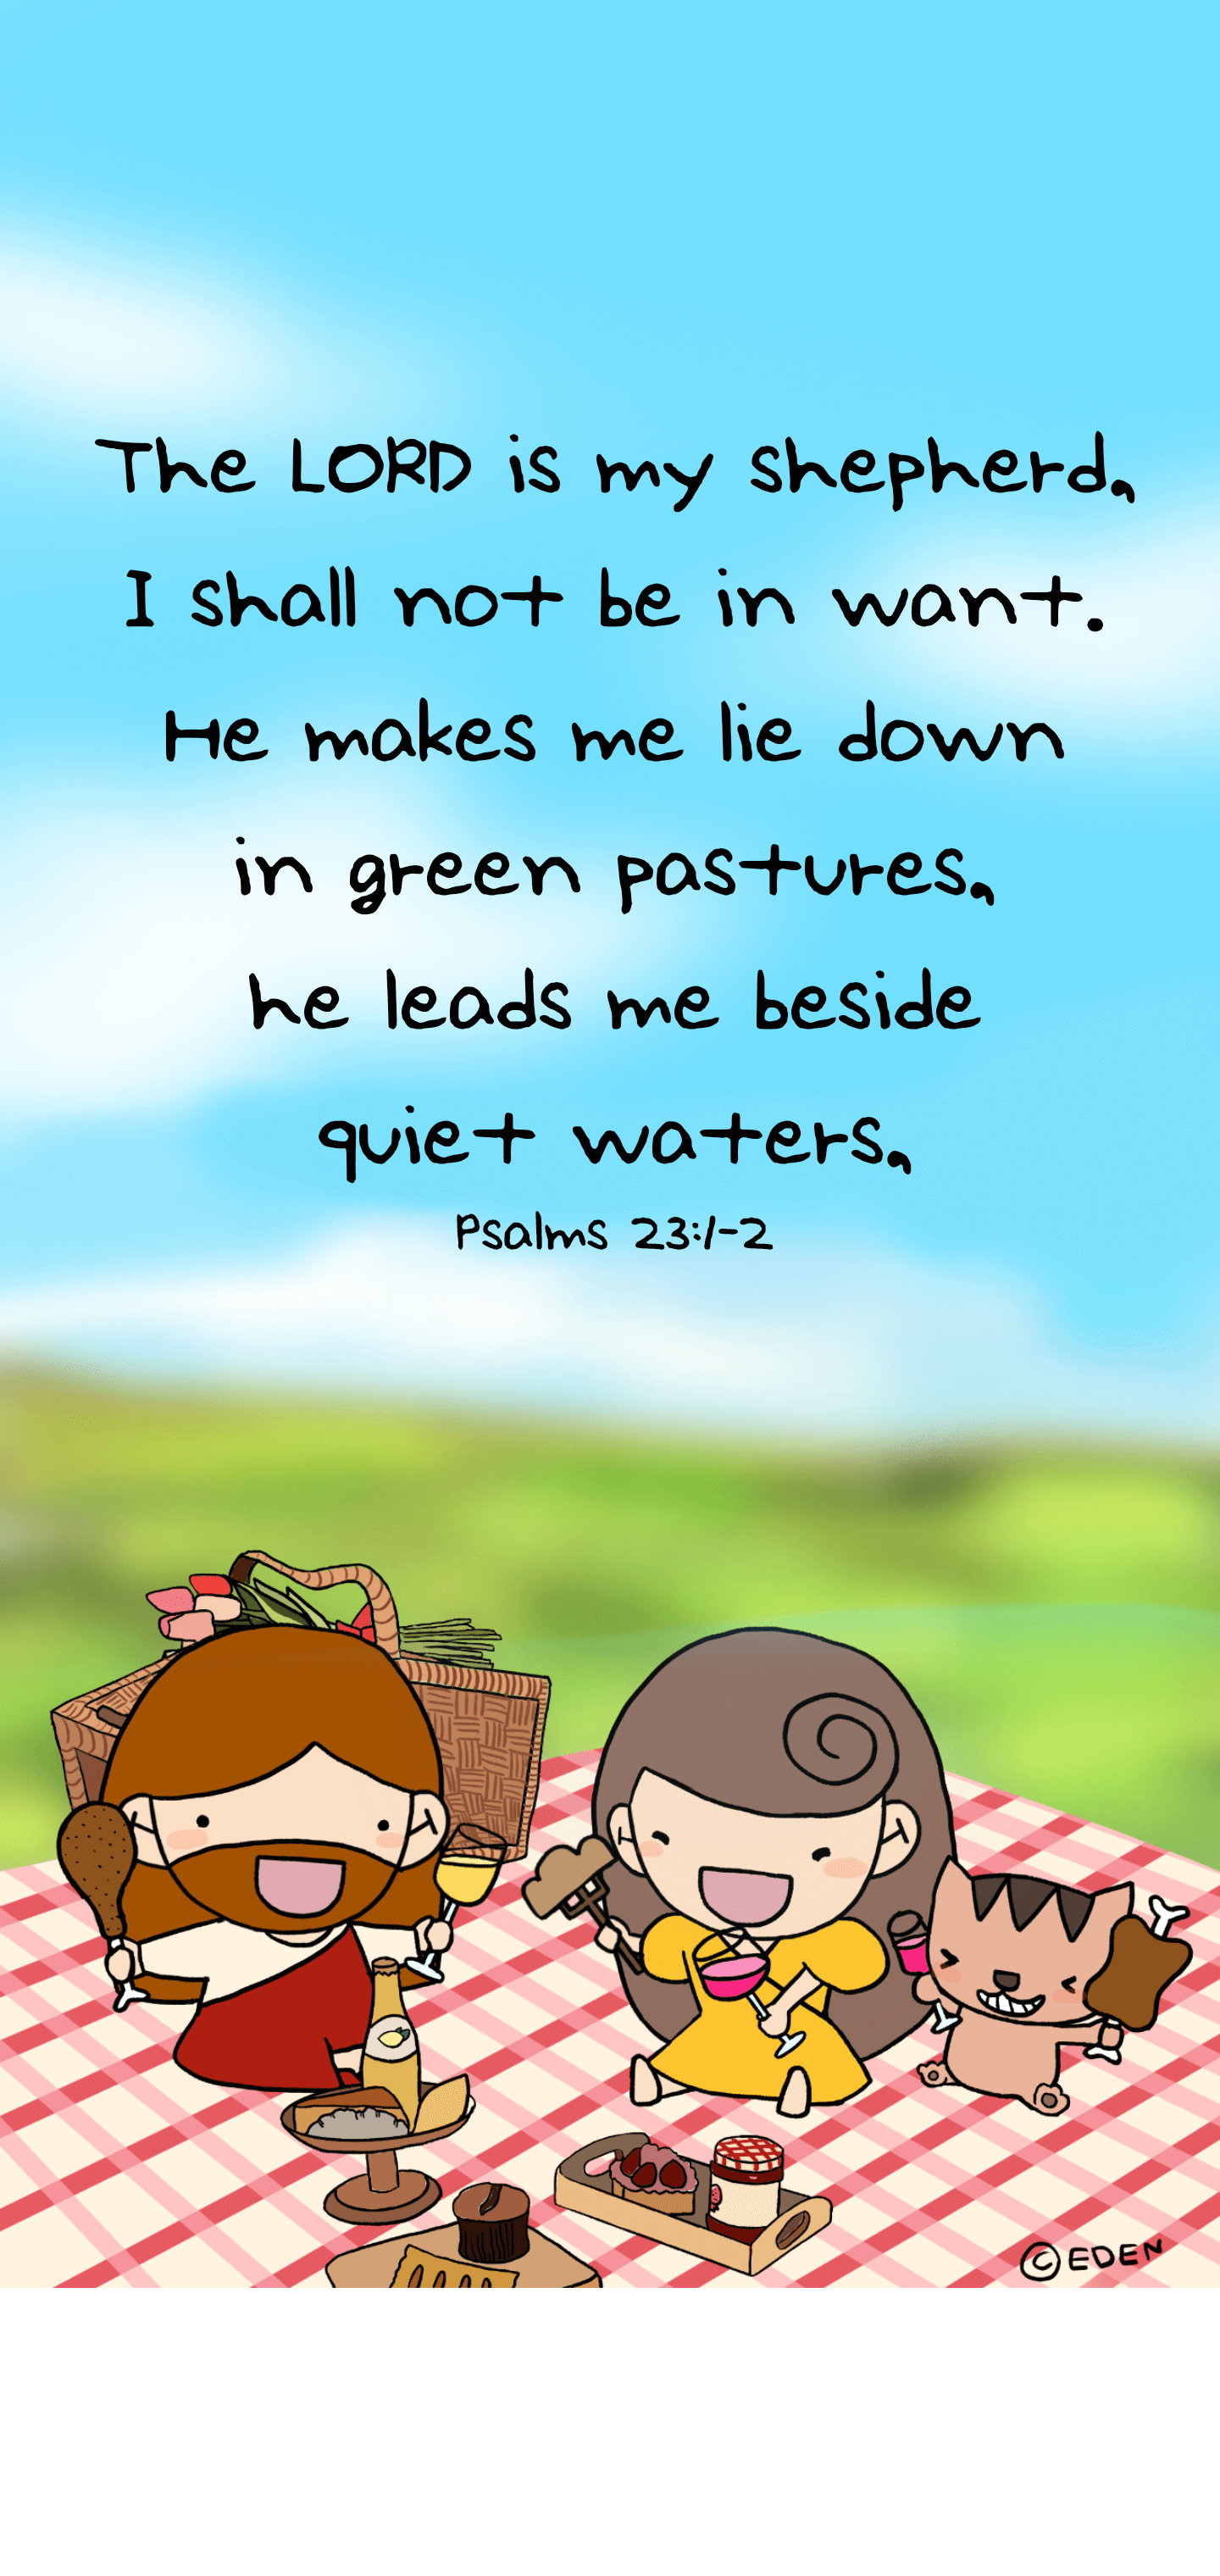 The LORD is my shepherd,
I shall not be in want.
He makes me lie down
in green pastures,
he leads me beside
quiet waters,
Psalms 23:1-2
© EDEN